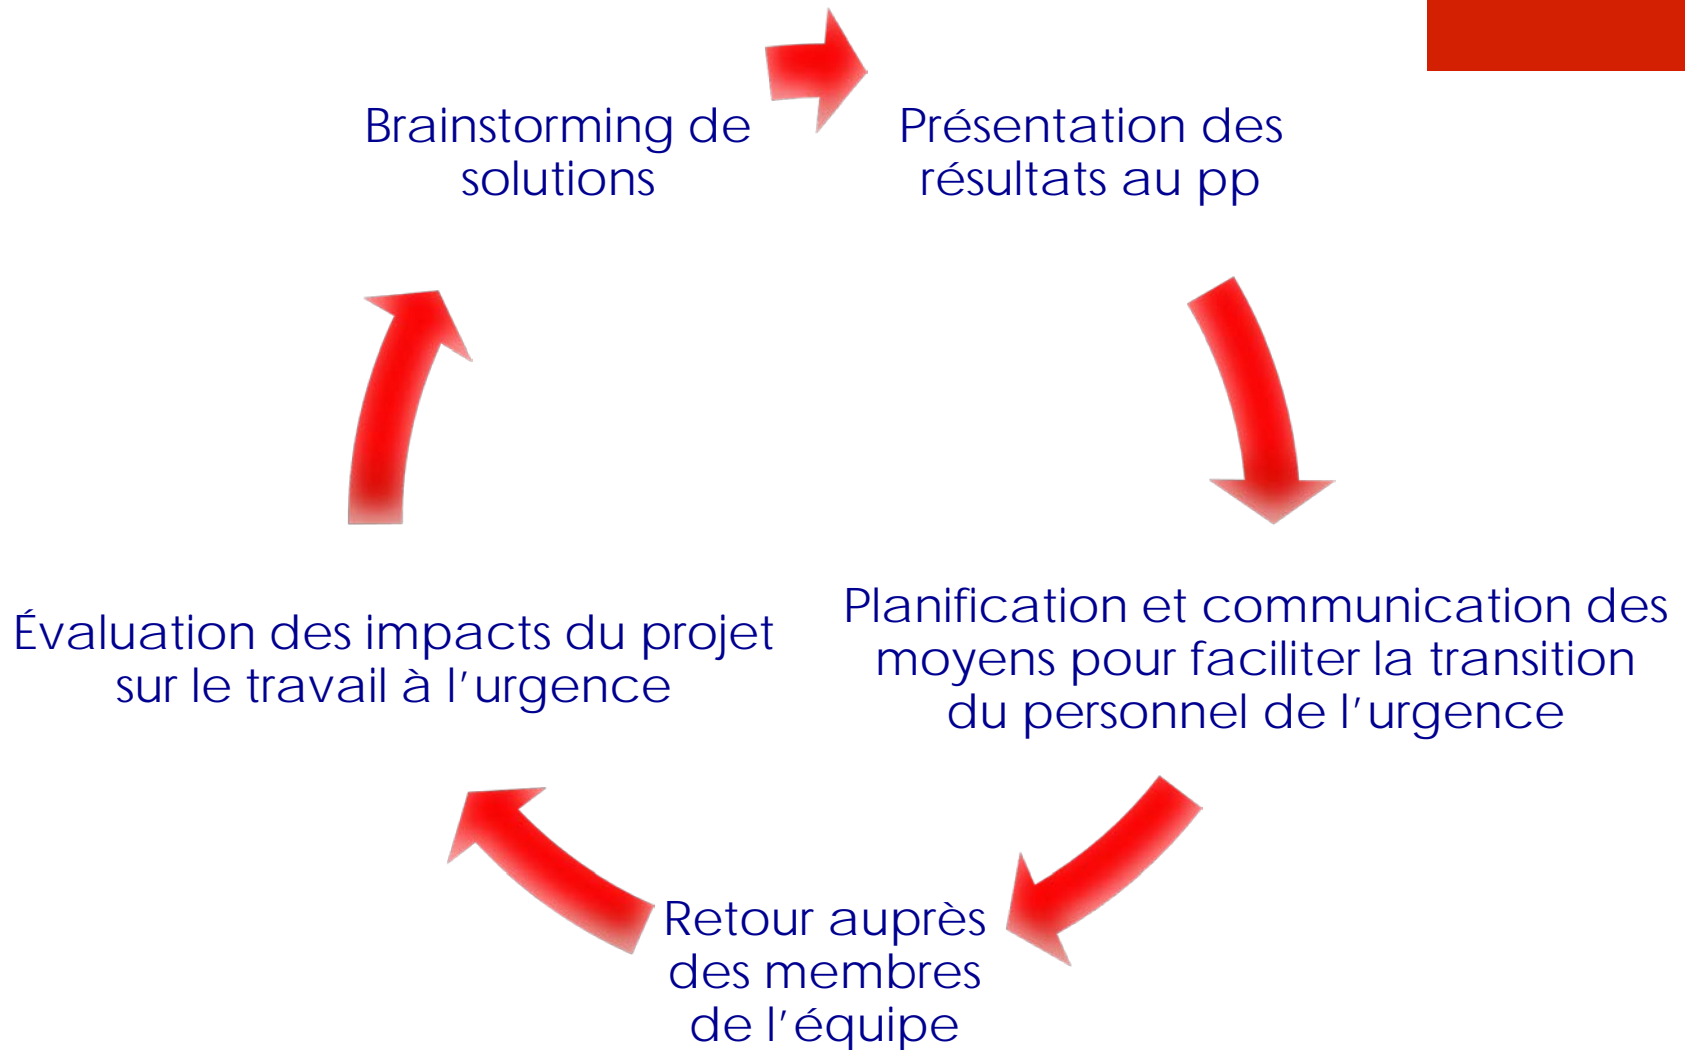 Brainstorming de
solutions
Présentation des
résultats au pp
Planification et communication des
moyens pour faciliter la transition
du personnel de l’urgence
Retour auprès
des membres
de l’équipe
Évaluation des impacts du projet
sur le travail à l’urgence